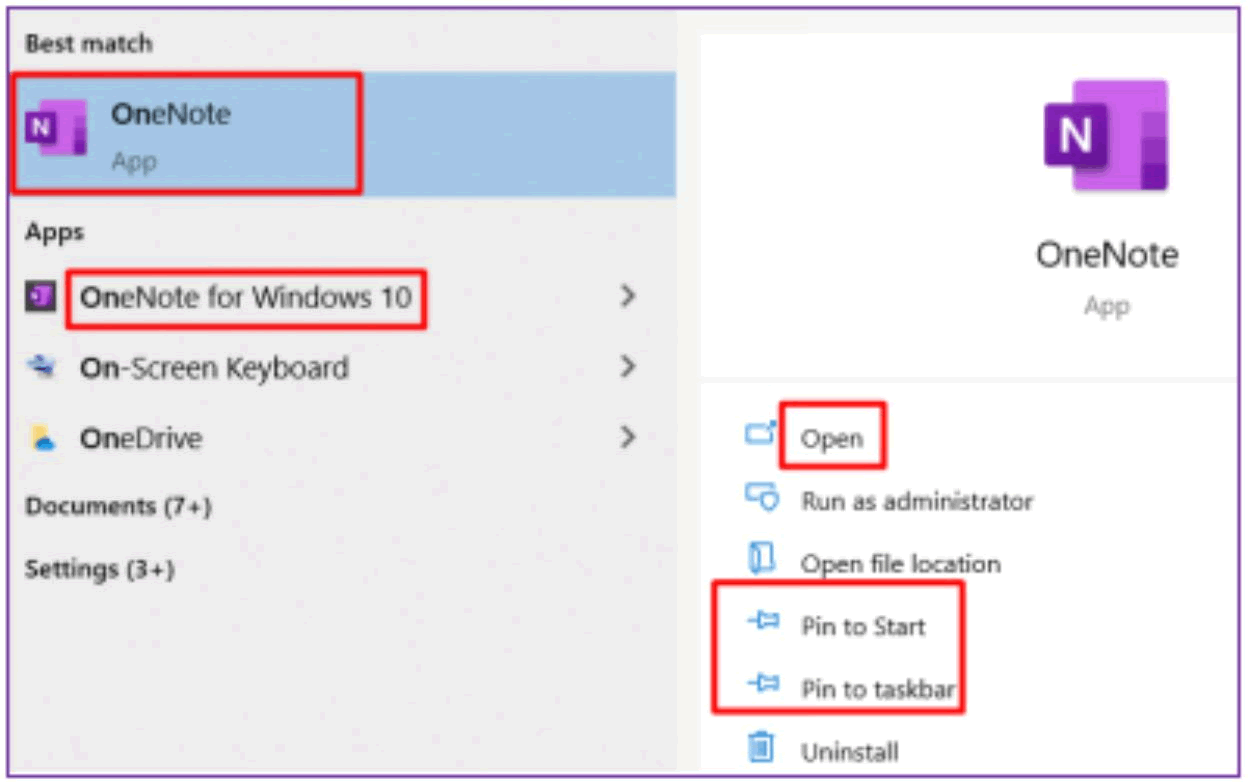 Best match
N
OneNote
App
Apps
OneNote for Windows 10
On-Screen Keyboard
OneDrive
Documents (7+)
Settings (3+)
N
OneNote
App
Open
Run as administrator
Open file location
Pin to Start
Pin to taskbar
Uninstall